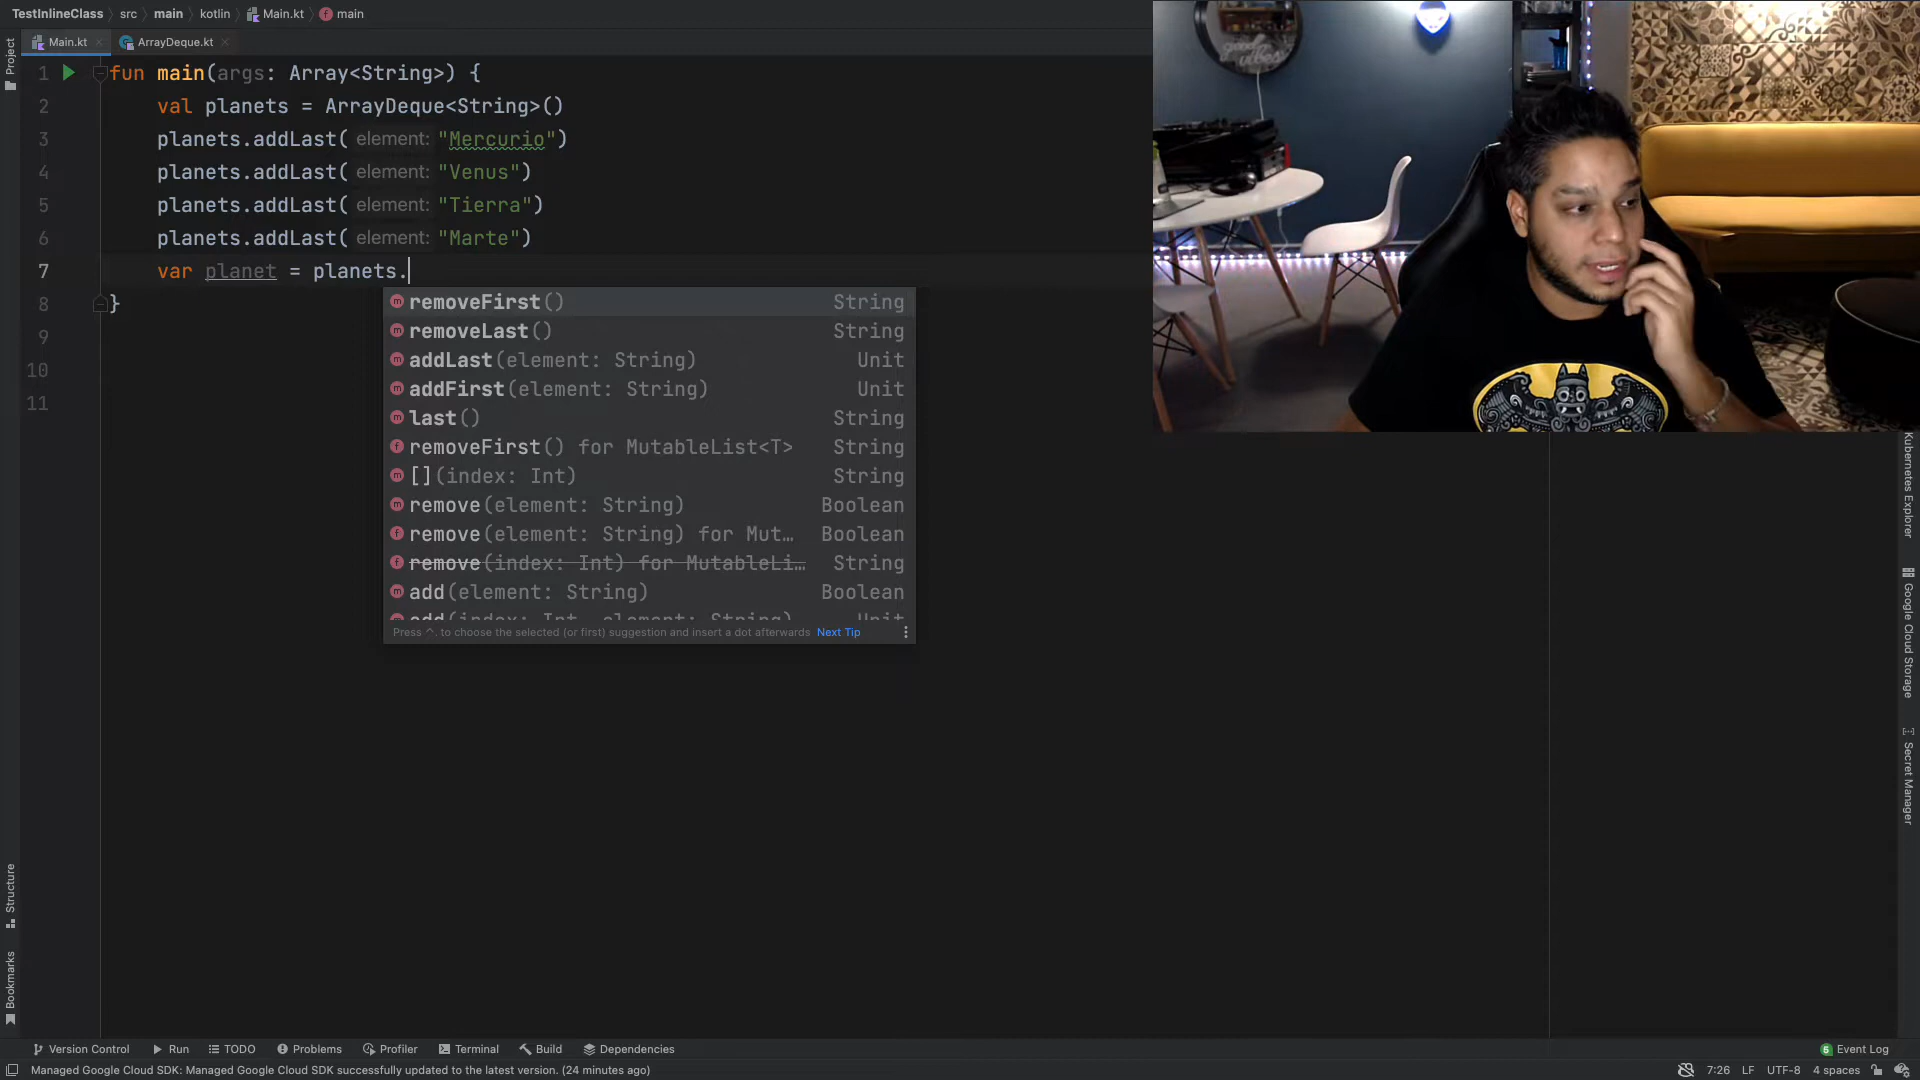 TestInlineClass src main kotlin Main.kt main
Project
Main.kt ArrayDeque.kt
1 fun main(args: Array<String>) {
2 val planets = ArrayDeque<String>()
3 planets.addLast( element: "Mercurio")
4 planets.addLast( element: "Venus")
5 planets.addLast( element: "Tierra")
6 planets.addLast( element: "Marte")
7 var planet = planets.
8 }
9
10
11
removeFirst() String
removeLast() String
addLast(element: String) Unit
addFirst(element: String) Unit
last() String
removeFirst() for MutableList<T> String
[](index: Int) String
remove(element: String) Boolean
remove(element: String) for Mut... Boolean
remove(index: Int) for MutableLi... String
add(element: String) Boolean
add(index: Int, element: String) Unit
Press ^. to choose the selected (or first) suggestion and insert a dot afterwards Next Tip
Kubernetes Explorer
Google Cloud Storage
Secret Manager
Structure
Bookmarks
Version Control Run TODO Problems Profiler Terminal Build Dependencies 5 Event Log
Managed Google Cloud SDK: Managed Google Cloud SDK successfully updated to the latest version. (24 minutes ago) 7:26 LF UTF-8 4 spaces